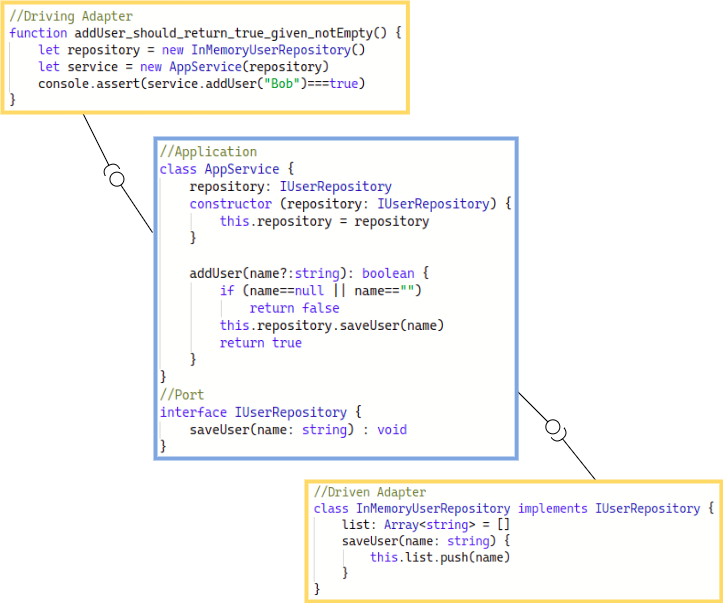 //Driving Adapter
function addUser_should_return_true_given_notEmpty() {
    let repository = new InMemoryUserRepository()
    let service = new AppService(repository)
    console.assert(service.addUser("Bob")===true)
}
//Application
class AppService {
    repository: IUserRepository
    constructor (repository: IUserRepository) {
        this.repository = repository
    }

    addUser(name?:string): boolean {
        if (name==null || name=="")
            return false
        this.repository.saveUser(name)
        return true
    }
}
//Port
interface IUserRepository {
    saveUser(name: string) : void
}
//Driven Adapter
class InMemoryUserRepository implements IUserRepository {
    list: Array<string> = []
    saveUser(name: string) {
        this.list.push(name)
    }
}